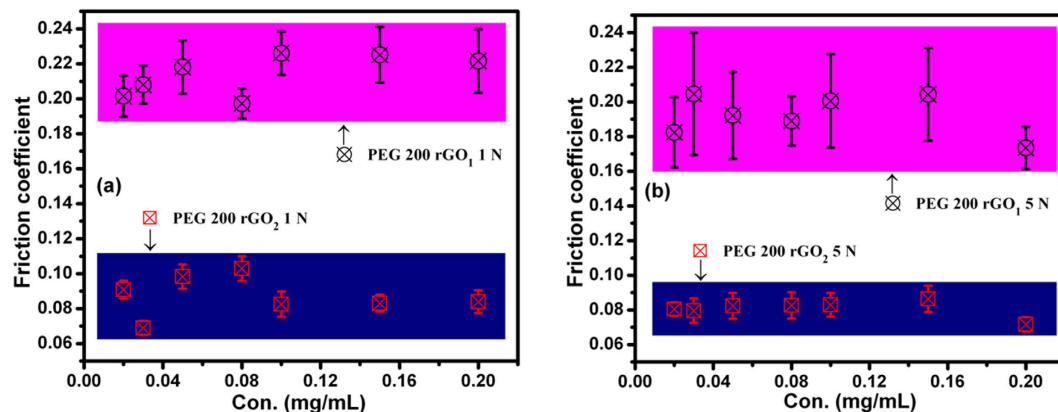 0.24
0.22
0.20
0.18
0.16
0.14
0.12
0.10
0.08
0.06
Friction coefficient
PEG 200 rGO₁ 1 N
(a)
PEG 200 rGO₂ 1 N
0.00 0.04 0.08 0.12 0.16 0.20
Con. (mg/mL)
0.24
0.22
0.20
0.18
0.16
0.14
0.12
0.10
0.08
0.06
Friction coefficient
(b)
PEG 200 rGO₁ 5 N
PEG 200 rGO₂ 5 N
0.00 0.04 0.08 0.12 0.16 0.20
Con. (mg/mL)